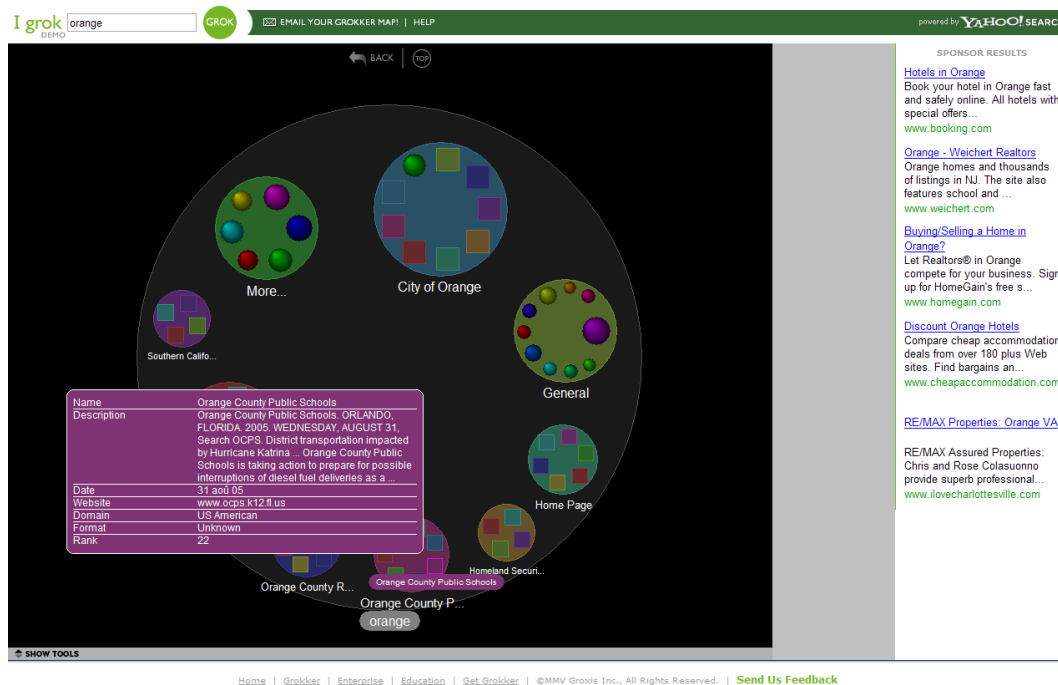 I grok
DEMO
orange
GROK
EMAIL YOUR GROKKER MAP! | HELP
powered by YAHOO! SEARC
BACK
TOP
More...
City of Orange
Southern Califo...
General
Name Orange County Public Schools
Description Orange County Public Schools. ORLANDO,
FLORIDA. 2005. WEDNESDAY, AUGUST 31,
Search OCPS. District transportation impacted
by Hurricane Katrina ... Orange County Public
Schools is taking action to prepare for possible
interruptions of diesel fuel deliveries as a ...
Date 31 aoû 05
Website www.ocps.k12.fl.us
Domain US American
Format Unknown
Rank 22
Home Page
Homeland Securi...
Orange County R...
Orange County Public Schools
Orange County P...
orange
SPONSOR RESULTS
Hotels in Orange
Book your hotel in Orange fast
and safely online. All hotels with
special offers...
www.booking.com
Orange - Weichert Realtors
Orange homes and thousands
of listings in NJ. The site also
features school and ...
www.weichert.com
Buying/Selling a Home in
Orange?
Let Realtors® in Orange
compete for your business. Sign
up for HomeGain's free s...
www.homegain.com
Discount Orange Hotels
Compare cheap accommodation
deals from over 180 plus Web
sites. Find bargains an...
www.cheapaccommodation.com
RE/MAX Properties: Orange VA
RE/MAX Assured Properties:
Chris and Rose Colasuonno
provide superb professional...
www.ilovecharlottesville.com
SHOW TOOLS
Home | Grokker | Enterprise | Education | Get Grokker | ©MMV Groxis Inc., All Rights Reserved. | Send Us Feedback